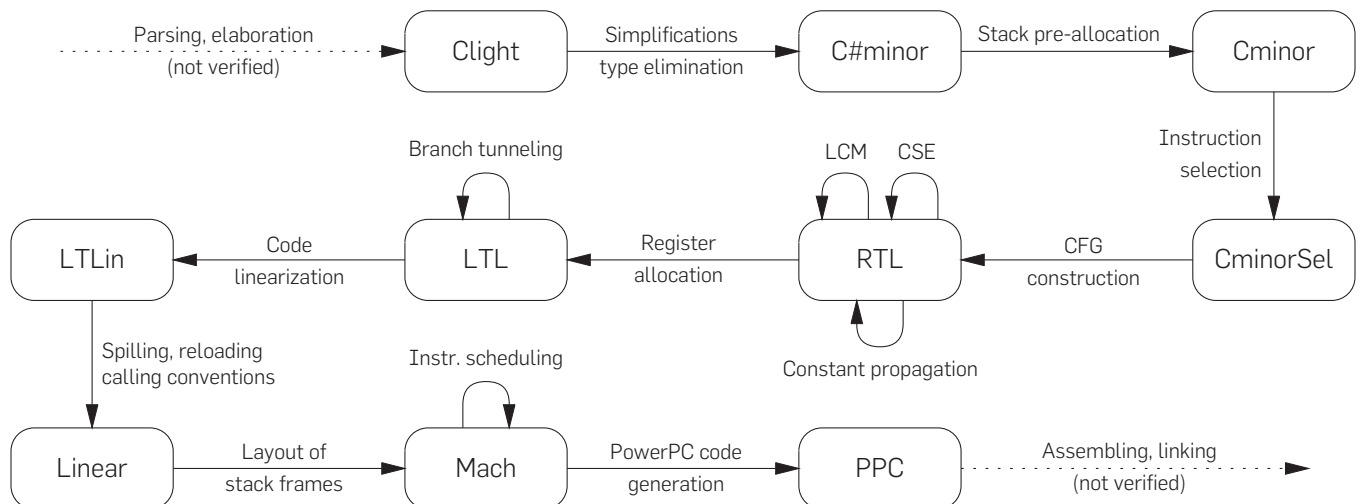 Parsing, elaboration
(not verified)
Clight
Simplifications
type elimination
C#minor
Stack pre-allocation
Cminor
Instruction
selection
Branch tunneling
LCM
CSE
LTLin
Code
linearization
LTL
Register
allocation
RTL
CFG
construction
CminorSel
Spilling, reloading
calling conventions
Instr. scheduling
Constant propagation
Linear
Layout of
stack frames
Mach
PowerPC code
generation
PPC
Assembling, linking
(not verified)